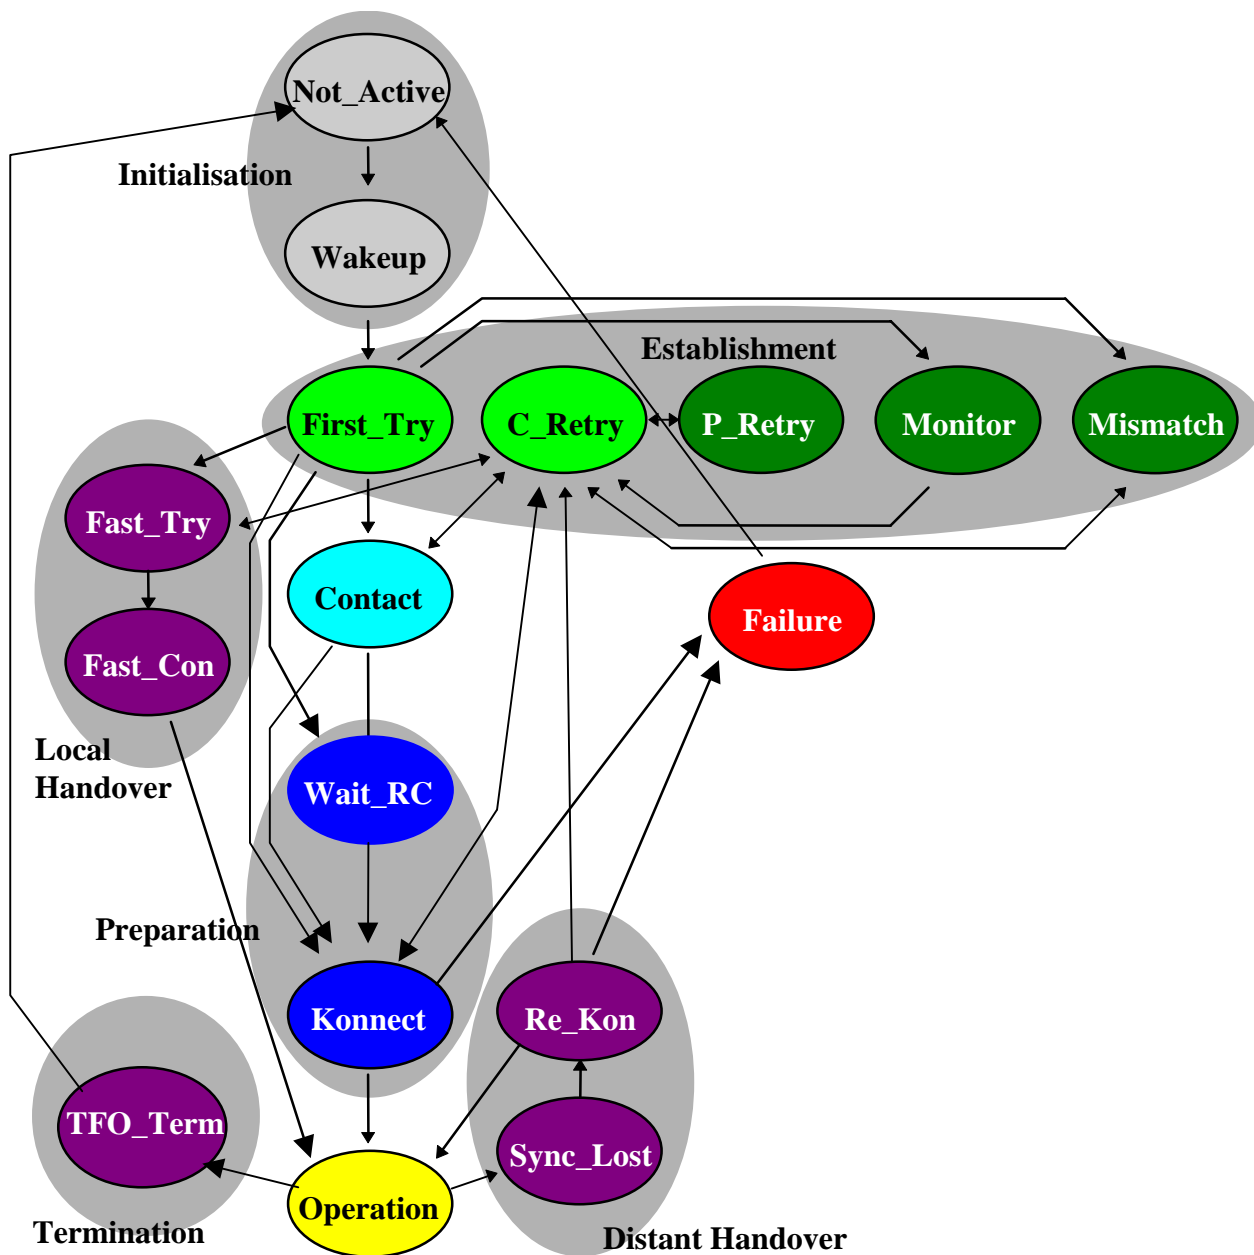 Not_Active
Initialisation
Wakeup
Establishment
First_Try
C_Retry
P_Retry
Monitor
Mismatch
Fast_Try
Contact
Failure
Fast_Con
Local
Handover
Wait_RC
Preparation
Konnect
Re_Kon
TFO_Term
Sync_Lost
Operation
Termination
Distant Handover